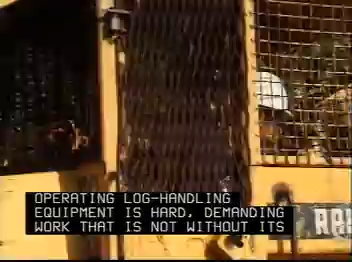 OPERATING LOG-HANDLING
EQUIPMENT IS HARD, DEMANDING
WORK THAT IS NOT WITHOUT ITS